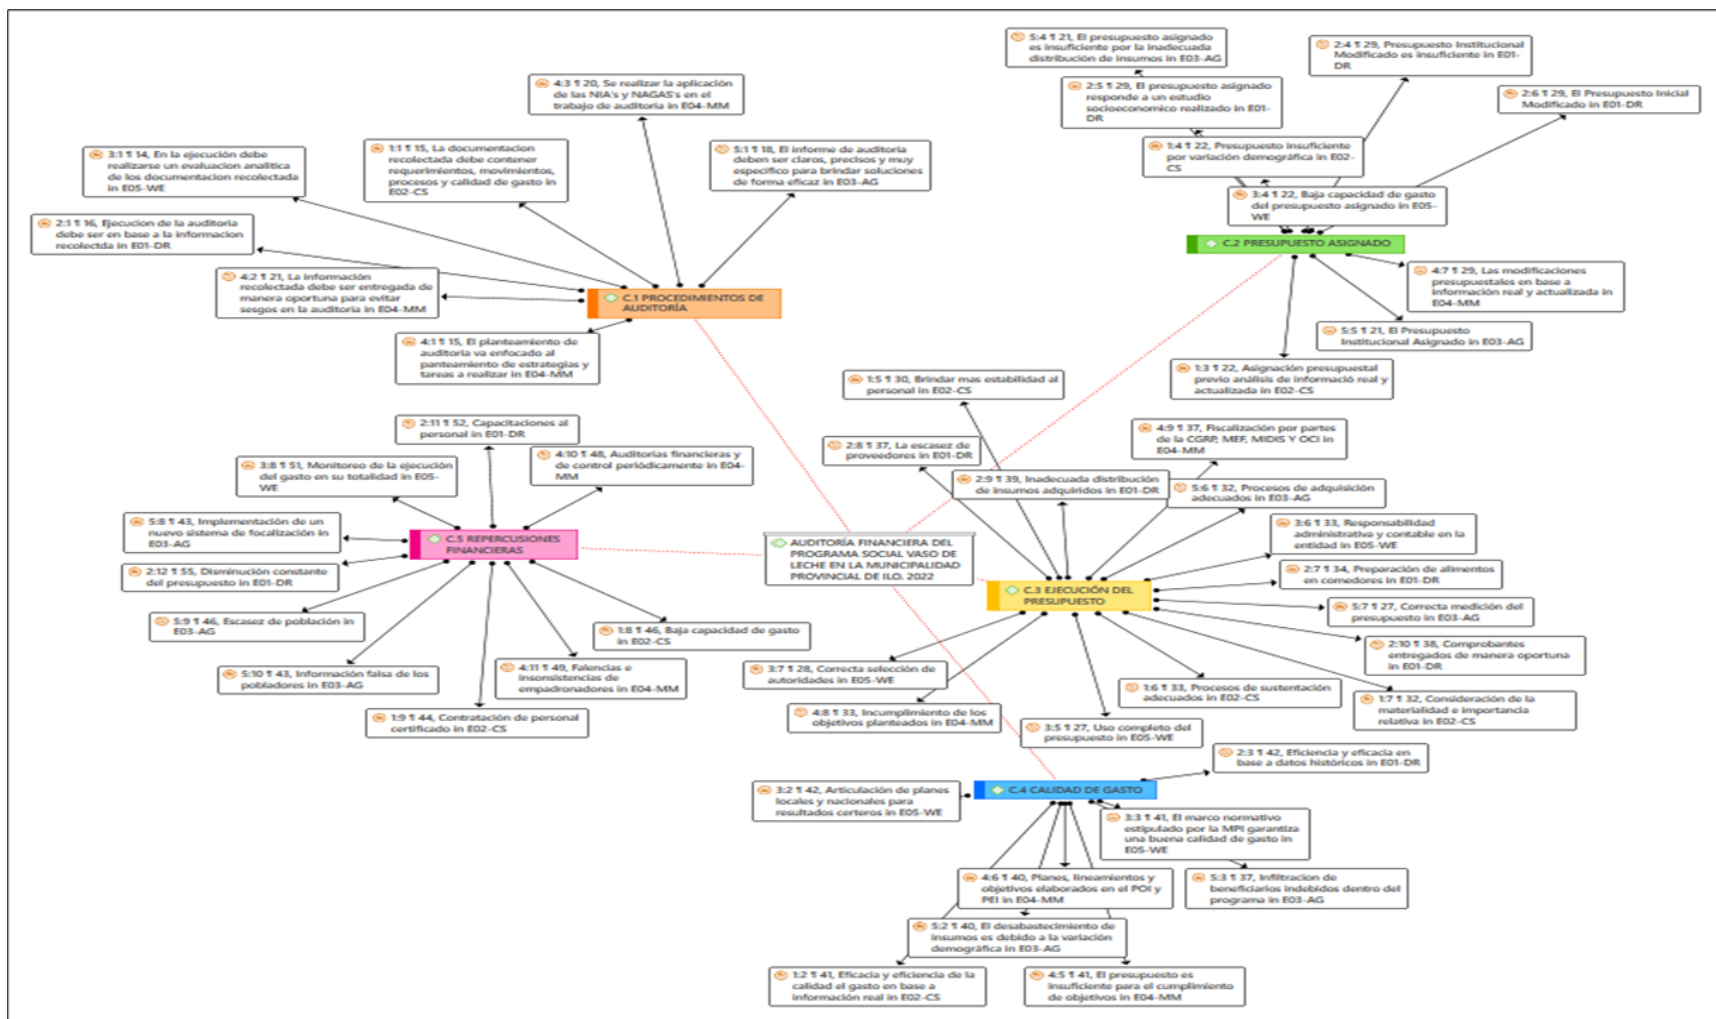 5:4 ¶ 21, El presupuesto asignado
es insuficiente por la inadecuada
distribución de insumos in E03-AG
2:4 ¶ 29, Presupuesto Institucional
Modificado es insuficiente in E01-
DR
4:3 ¶ 20, Se realizar la aplicación
de las NIA's y NAGAS's en el
trabajo de auditoria in E04-MM
2:5 ¶ 29, El presupuesto asignado
responde a un estudio
socioeconomico realizado in E01-
DR
2:6 ¶ 29, El Presupuesto Inicial
Modificado in E01-DR
3:1 ¶ 14, En la ejecución debe
realizarse un evaluacion analitica
de los documentacion recolectada
in E05-WE
1:1 ¶ 15, La documentacion
recolectada debe contener
requerimientos, movimientos,
procesos y calidad de gasto in
E02-CS
5:1 ¶ 18, El informe de auditoria
deben ser claros, precisos y muy
especifico para brindar soluciones
de forma eficaz in E03-AG
1:4 ¶ 22, Presupuesto insuficiente
por variación demográfica in E02-
CS
3:4 ¶ 22, Baja capacidad de gasto
del presupuesto asignado in E05-
WE
2:1 ¶ 16, Ejecucion de la auditoria
debe ser en base a la informacion
recolectda in E01-DR
C.2 PRESUPUESTO ASIGNADO
4:2 ¶ 21, La información
recolectada debe ser entregada de
manera oportuna para evitar
sesgos en la auditoria in E04-MM
C.1 PROCEDIMIENTOS DE
AUDITORÍA
4:7 ¶ 29, Las modificaciones
presupuestales en base a
información real y actualizada in
E04-MM
5:5 ¶ 21, El Presupuesto
Institucional Asignado in E03-AG
4:1 ¶ 15, El planteamiento de
auditoria va enfocado al
panteamiento de estrategias y
tareas a realizar in E04-MM
1:3 ¶ 22, Asignación presupuestal
previo análisis de informació real y
actualizada in E02-CS
1:5 ¶ 30, Brindar mas estabilidad al
personal in E02-CS
2:11 ¶ 52, Capacitaciones al
personal in E01-DR
4:9 ¶ 37, Fiscalización por partes
de la CGRP, MEF, MIDIS Y OCI in
E04-MM
2:8 ¶ 37, La escasez de
proveedores in E01-DR
4:10 ¶ 48, Auditorias financieras y
de control periódicamente in E04-
MM
3:8 ¶ 51, Monitoreo de la ejecución
del gasto en su totalidad in E05-
WE
2:9 ¶ 39, Inadecuada distribución
de insumos adquiridos in E01-DR
5:6 ¶ 32, Procesos de adquisición
adecuados in E03-AG
5:8 ¶ 43, Implementación de un
nuevo sistema de focalización in
E03-AG
C.5 REPERCUSIONES
FINANCIERAS
AUDITORÍA FINANCIERA DEL
PROGRAMA SOCIAL VASO DE
LECHE EN LA MUNICIPALIDAD
PROVINCIAL DE ILO. 2022
3:6 ¶ 33, Responsabilidad
administrativa y contable en la
entidad in E05-WE
2:12 ¶ 55, Disminución constante
del presupuesto in E01-DR
2:7 ¶ 34, Preparación de alimentos
en comedores in E01-DR
C.3 EJECUCIÓN DEL
PRESUPUESTO
5:9 ¶ 46, Escasez de población in
E03-AG
5:7 ¶ 27, Correcta medición del
presupuesto in E03-AG
1:8 ¶ 46, Baja capacidad de gasto
in E02-CS
2:10 ¶ 38, Comprobantes
entregados de manera oportuna
in E01-DR
5:10 ¶ 43, Información falsa de los
pobladores in E03-AG
4:11 ¶ 49, Falencias e
insonsistencias de
empadronadores in E04-MM
3:7 ¶ 28, Correcta selección de
autoridades in E05-WE
1:6 ¶ 33, Procesos de sustentación
adecuados in E02-CS
1:7 ¶ 32, Consideración de la
materialidad e importancia
relativa in E02-CS
1:9 ¶ 44, Contratación de personal
certificado in E02-CS
4:8 ¶ 33, Incumplimiento de los
objetivos planteados in E04-MM
3:5 ¶ 27, Uso completo del
presupuesto in E05-WE
2:3 ¶ 42, Eficiencia y eficacia en
base a datos históricos in E01-DR
3:2 ¶ 42, Articulación de planes
locales y nacionales para
resultados certeros in E05-WE
C.4 CALIDAD DE GASTO
3:3 ¶ 41, El marco normativo
estipulado por la MPI garantiza
una buena calidad de gasto in
E05-WE
4:6 ¶ 40, Planes, lineamientos y
objetivos elaborados en el POI y
PEI in E04-MM
5:3 ¶ 37, Infiltracion de
beneficiarios indebidos dentro del
programa in E03-AG
5:2 ¶ 40, El desabastecimiento de
insumos es debido a la variación
demográfica in E03-AG
1:2 ¶ 41, Eficacia y eficiencia de la
calidad el gasto en base a
información real in E02-CS
4:5 ¶ 41, El presupuesto es
insuficiente para el cumplimiento
de objetivos in E04-MM